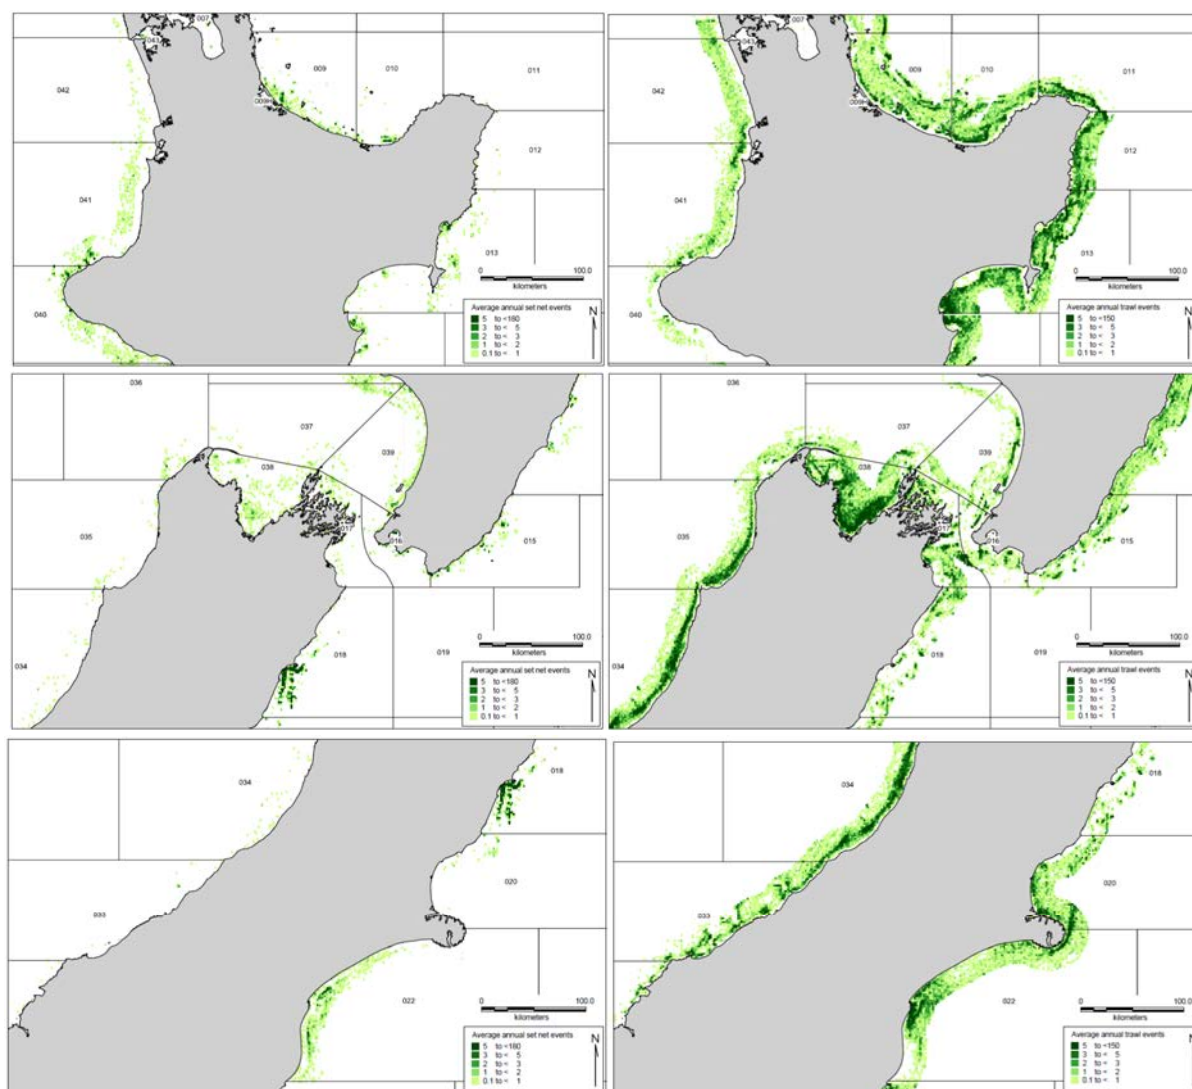 007
043
009
010
011
042
009H
012
041
013
0 100.0
kilometers
040
Average annual set net events
5 to <180
3 to < 5
2 to < 3
1 to < 2
0.1 to < 1
N
007
043
009
010
011
042
009H
012
041
013
0 100.0
kilometers
040
Average annual trawl events
5 to <150
3 to < 5
2 to < 3
1 to < 2
0.1 to < 1
N
036
037
039
038
017
035
016
015
0 100.0
kilometers
018
019
034
Average annual set net events
5 to <180
3 to < 5
2 to < 3
1 to < 2
0.1 to < 1
N
036
037
039
038
017
035
016
015
0 100.0
kilometers
018
019
034
Average annual trawl events
5 to <150
3 to < 5
2 to < 3
1 to < 2
0.1 to < 1
N
034
018
020
033
022
0 100.0
kilometers
Average annual set net events
5 to <180
3 to < 5
2 to < 3
1 to < 2
0.1 to < 1
N
034
018
020
033
022
0 100.0
kilometers
Average annual trawl events
5 to <150
3 to < 5
2 to < 3
1 to < 2
0.1 to < 1
N